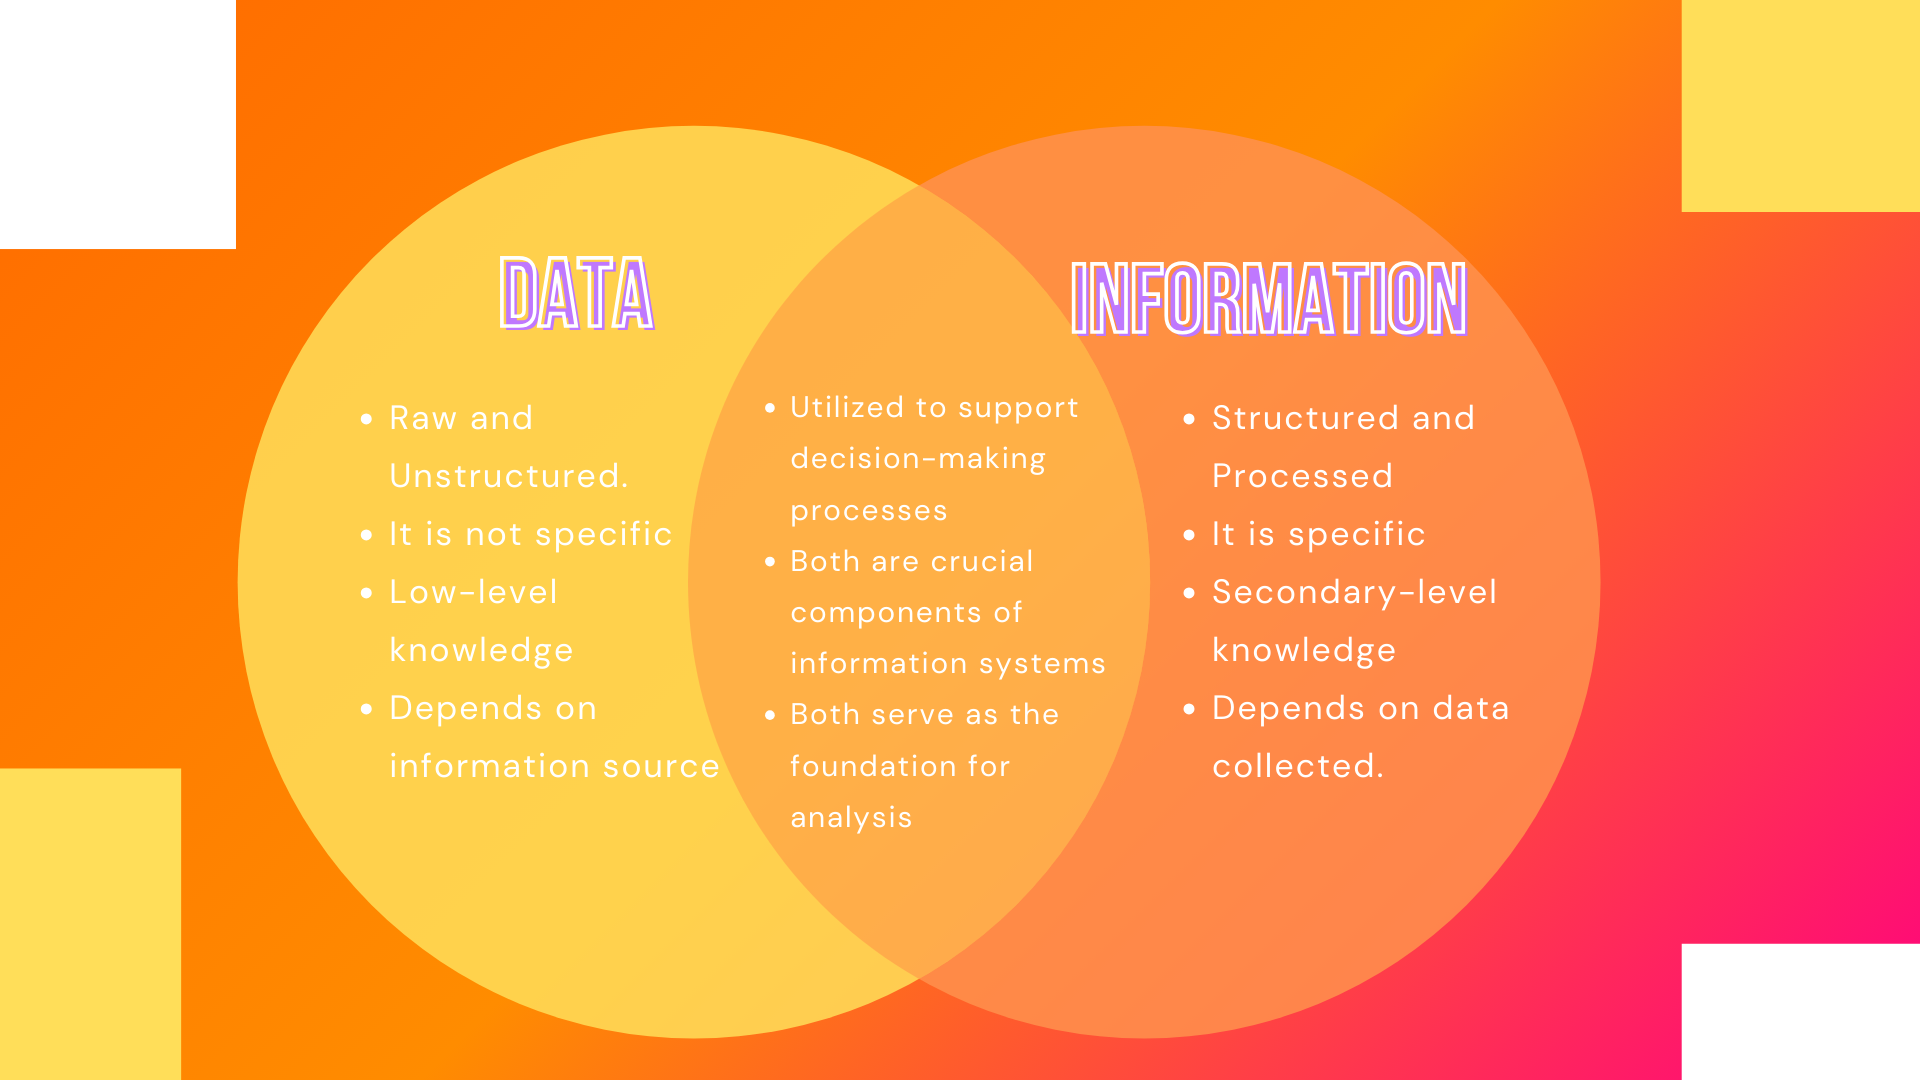 DATA
• Raw and
Unstructured.
• It is not specific
• Low-level
knowledge
• Depends on
information source
• Utilized to support
decision-making
processes
• Both are crucial
components of
information systems
• Both serve as the
foundation for
analysis
INFORMATION
• Structured and
Processed
• It is specific
• Secondary-level
knowledge
• Depends on data
collected.